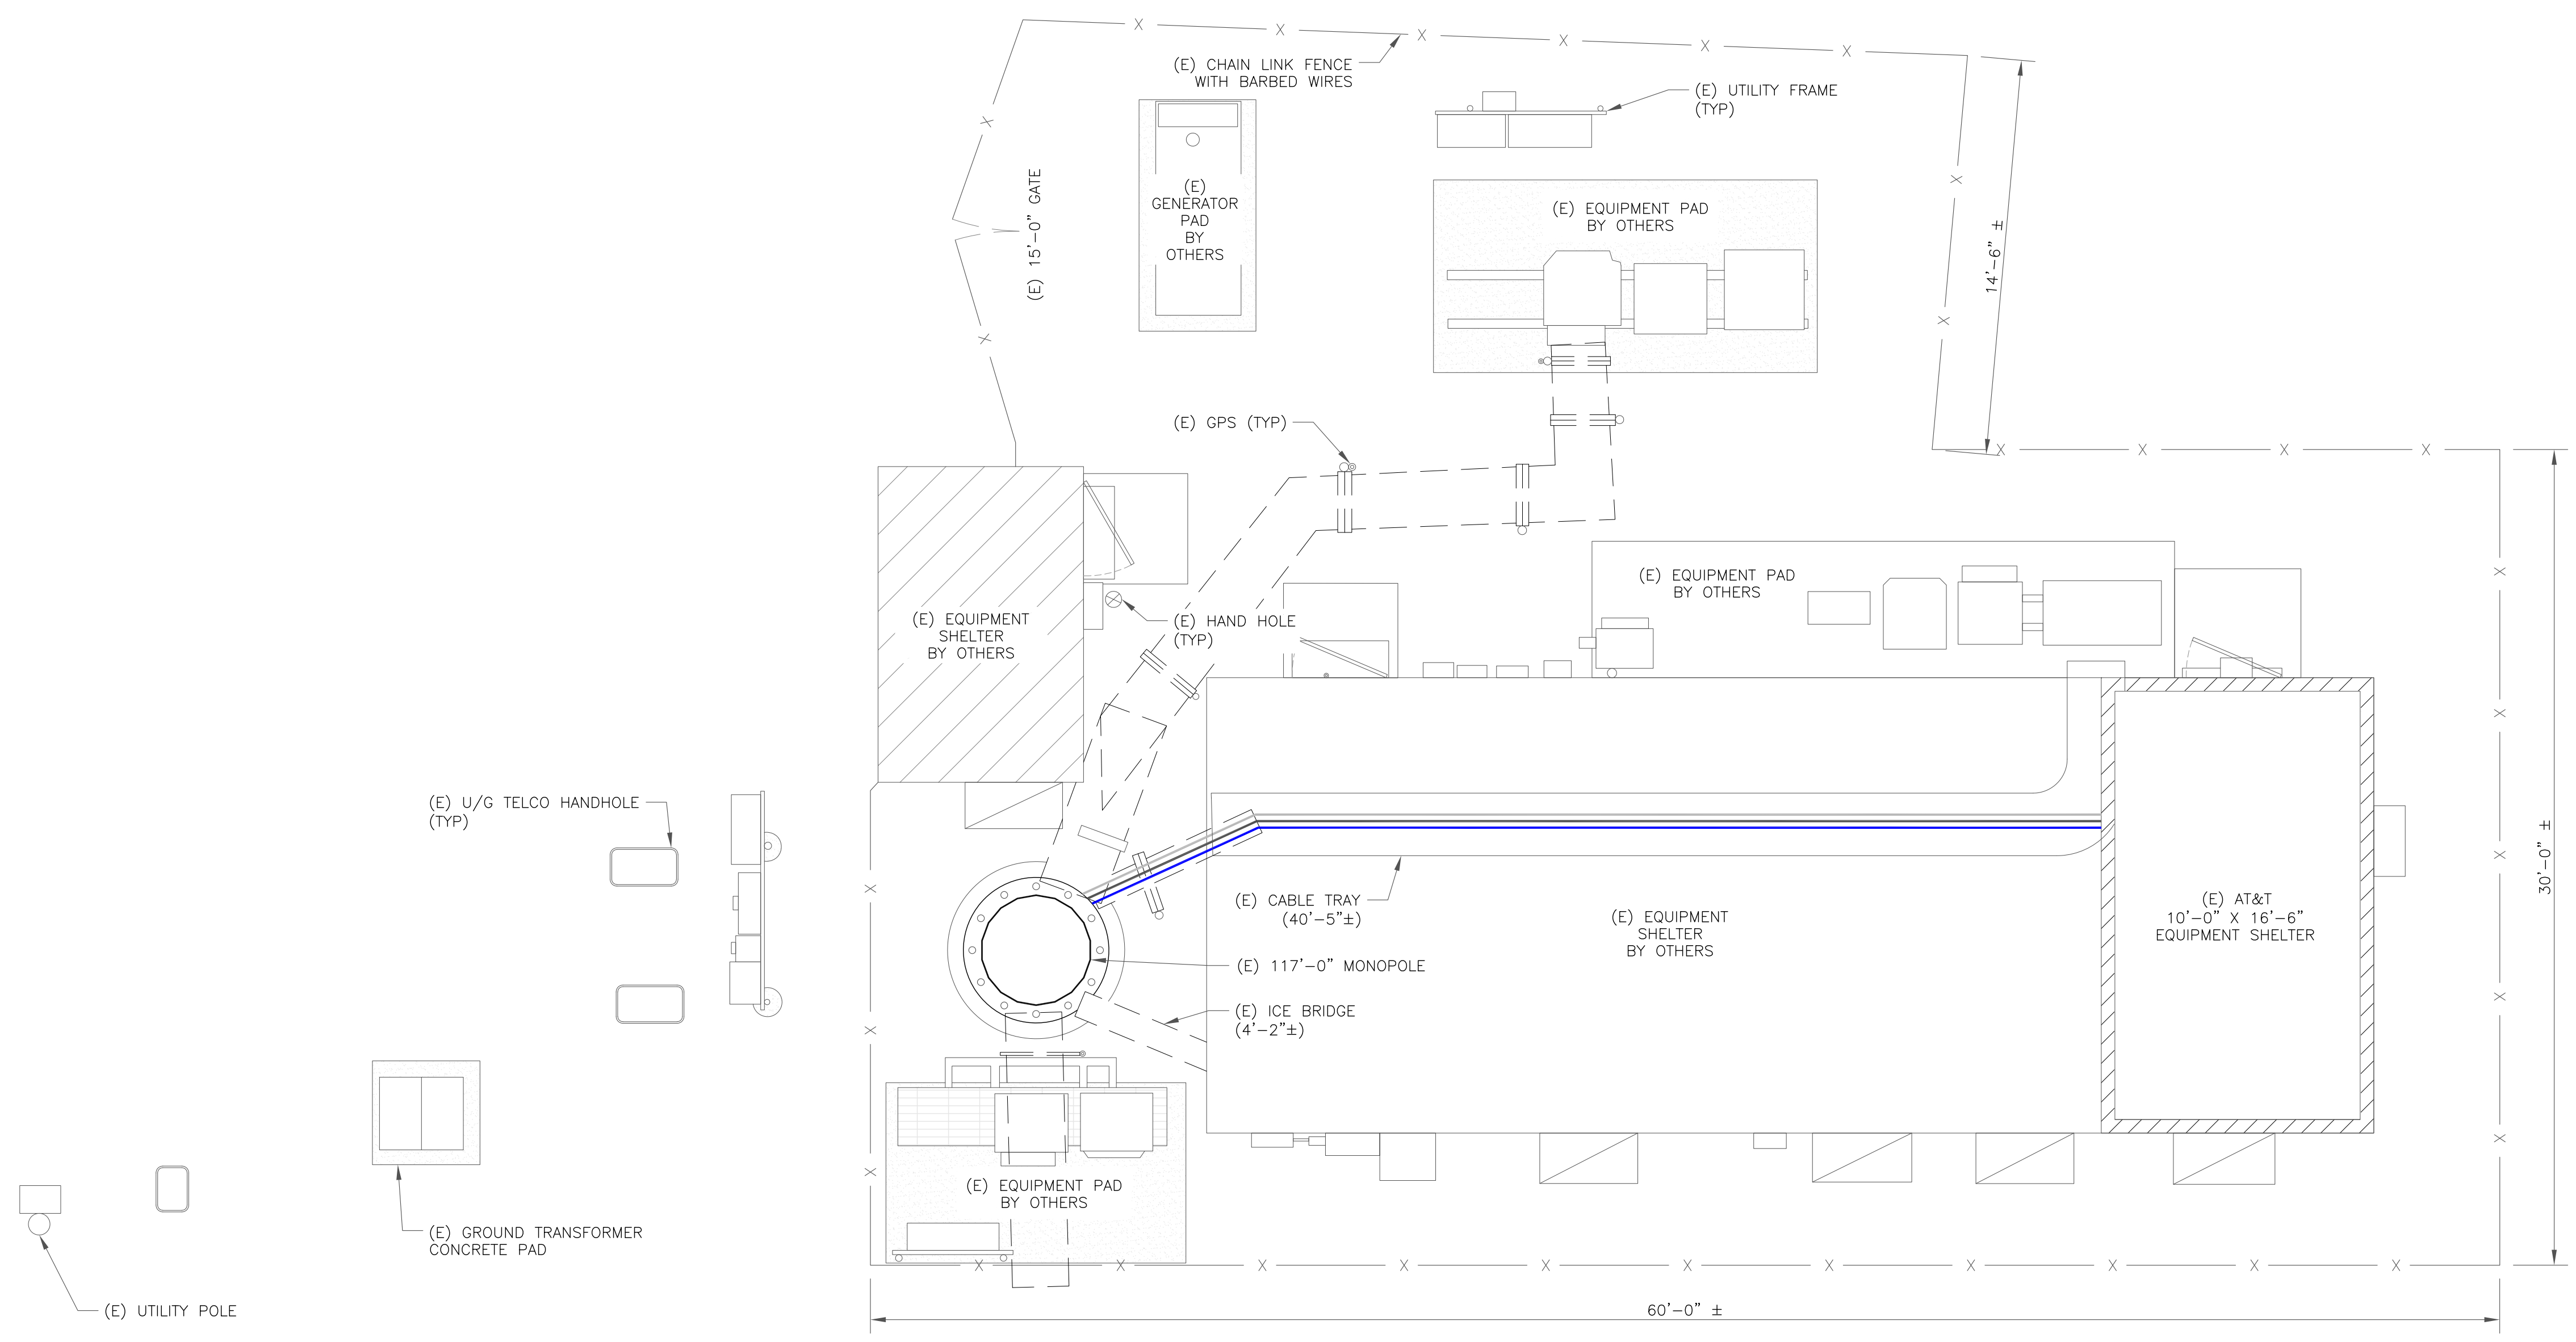 (E) CHAIN LINK FENCE
WITH BARBED WIRES
(E) UTILITY FRAME
(TYP)
(E) 15'-0" GATE
(E)
GENERATOR
PAD
BY
OTHERS
(E) EQUIPMENT PAD
BY OTHERS
14'-6" ±
(E) GPS (TYP)
(E) EQUIPMENT
SHELTER
BY OTHERS
(E) HAND HOLE
(TYP)
(E) EQUIPMENT PAD
BY OTHERS
(E) U/G TELCO HANDHOLE
(TYP)
(E) CABLE TRAY
(40'-5"±)
(E) EQUIPMENT
SHELTER
BY OTHERS
(E) AT&T
10'-0" X 16'-6"
EQUIPMENT SHELTER
30'-0" ±
(E) 117'-0" MONOPOLE
(E) ICE BRIDGE
(4'-2"±)
(E) EQUIPMENT PAD
BY OTHERS
(E) GROUND TRANSFORMER
CONCRETE PAD
(E) UTILITY POLE
60'-0" ±